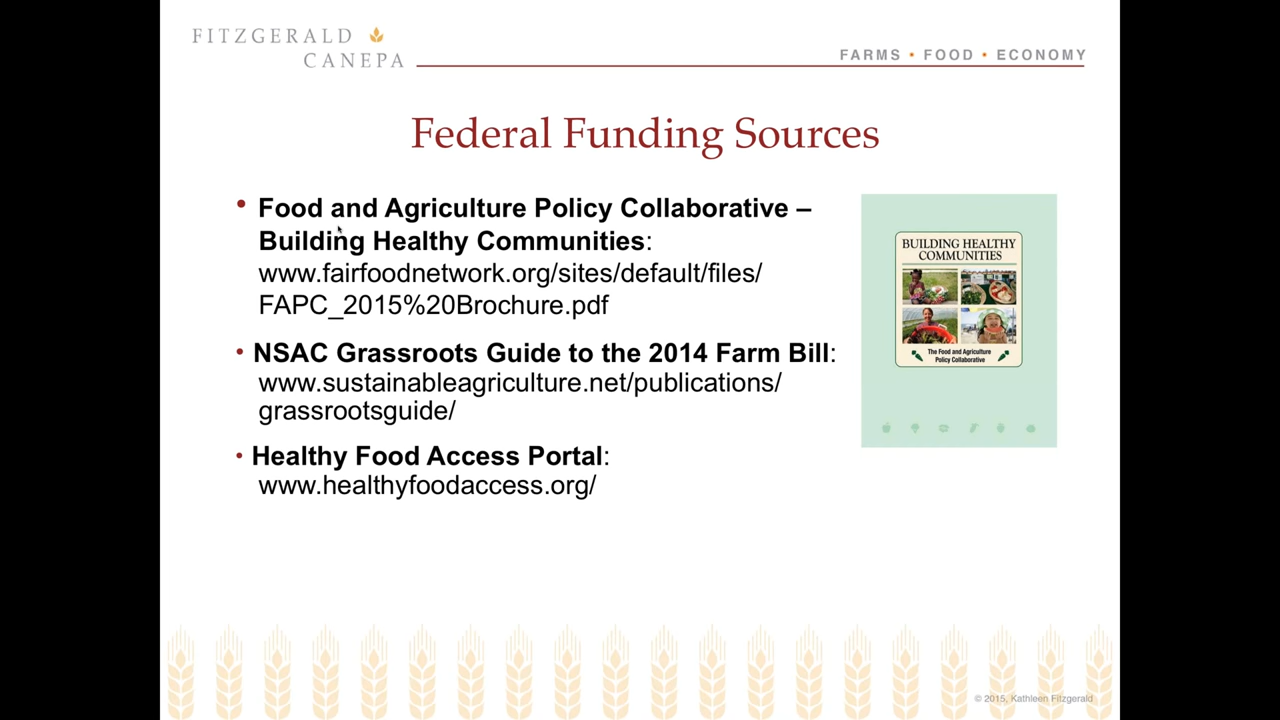 FITZGERALD
CANEPA
FARMS • FOOD • ECONOMY
Federal Funding Sources
• Food and Agriculture Policy Collaborative –
Building Healthy Communities:
www.fairfoodnetwork.org/sites/default/files/
FAPC_2015%20Brochure.pdf
• NSAC Grassroots Guide to the 2014 Farm Bill:
www.sustainableagriculture.net/publications/
grassrootsguide/
• Healthy Food Access Portal:
www.healthyfoodaccess.org/
BUILDING HEALTHY
COMMUNITIES
The Food and Agriculture
Policy Collaborative
© 2015, Kathleen Fitzgerald